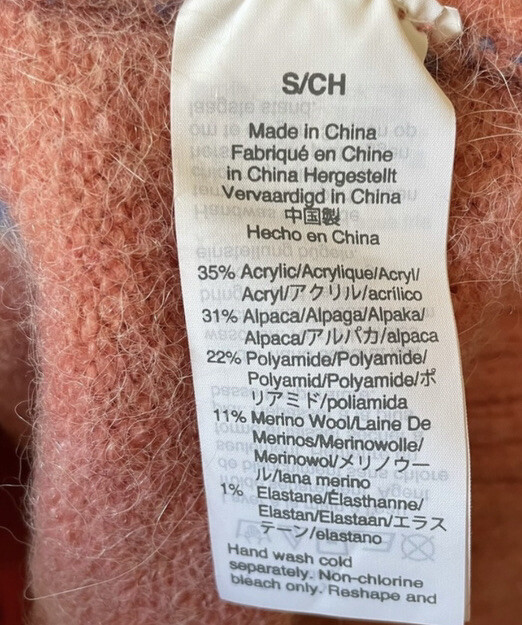 S/CH
Made in China
Fabriqué en Chine
in China Hergestellt
Vervaardigd in China
中国製
Hecho en China
35% Acrylic/Acrylique/Acryl/
Acryl/アクリル/acrílico
31% Alpaca/Alpaga/Alpaka/
Alpaca/アルパカ/alpaca
22% Polyamide/Polyamide/
Polyamid/Polyamide/ポ
リアミド/poliamida
11% Merino Wool/Laine De
Merinos/Merinowolle/
Merinowol/メリノウー
ル/lana merino
1% Elastane/Élasthanne/
Elastan/Elastaan/エラス
テーン/elastano
Hand wash cold
separately. Non-chlorine
bleach only. Reshape and